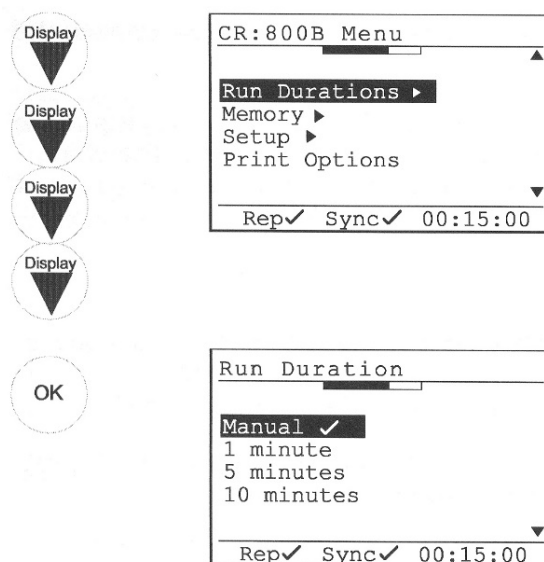 Display
Display
Display
Display
CR:800B Menu
Run Durations ▶
Memory ▶
Setup ▶
Print Options
Rep✓ Sync✓ 00:15:00
OK
Run Duration
Manual ✓
1 minute
5 minutes
10 minutes
Rep✓ Sync✓ 00:15:00